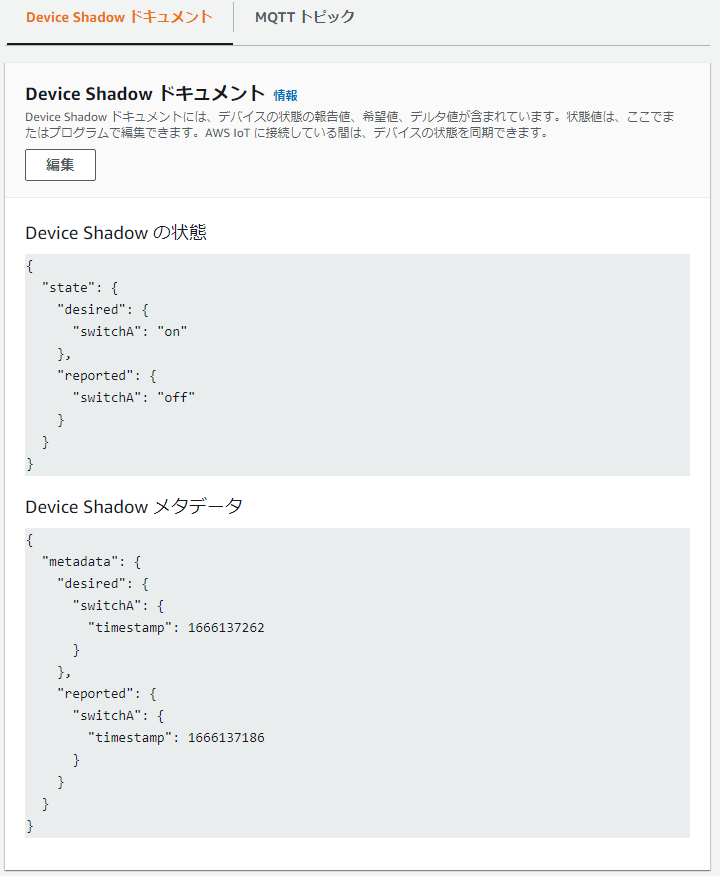 Device Shadow ドキュメント
MQTT トピック
Device Shadow ドキュメント 情報
Device Shadow ドキュメントには、デバイスの状態の報告値、希望値、デルタ値が含まれています。状態値は、ここでま
たはプログラムで編集できます。AWS IoT に接続している間は、デバイスの状態を同期できます。
編集
Device Shadow の状態
{
  "state": {
    "desired": {
      "switchA": "on"
    },
    "reported": {
      "switchA": "off"
    }
  }
}
Device Shadow メタデータ
{
  "metadata": {
    "desired": {
      "switchA": {
        "timestamp": 1666137262
      }
    },
    "reported": {
      "switchA": {
        "timestamp": 1666137186
      }
    }
  }
}